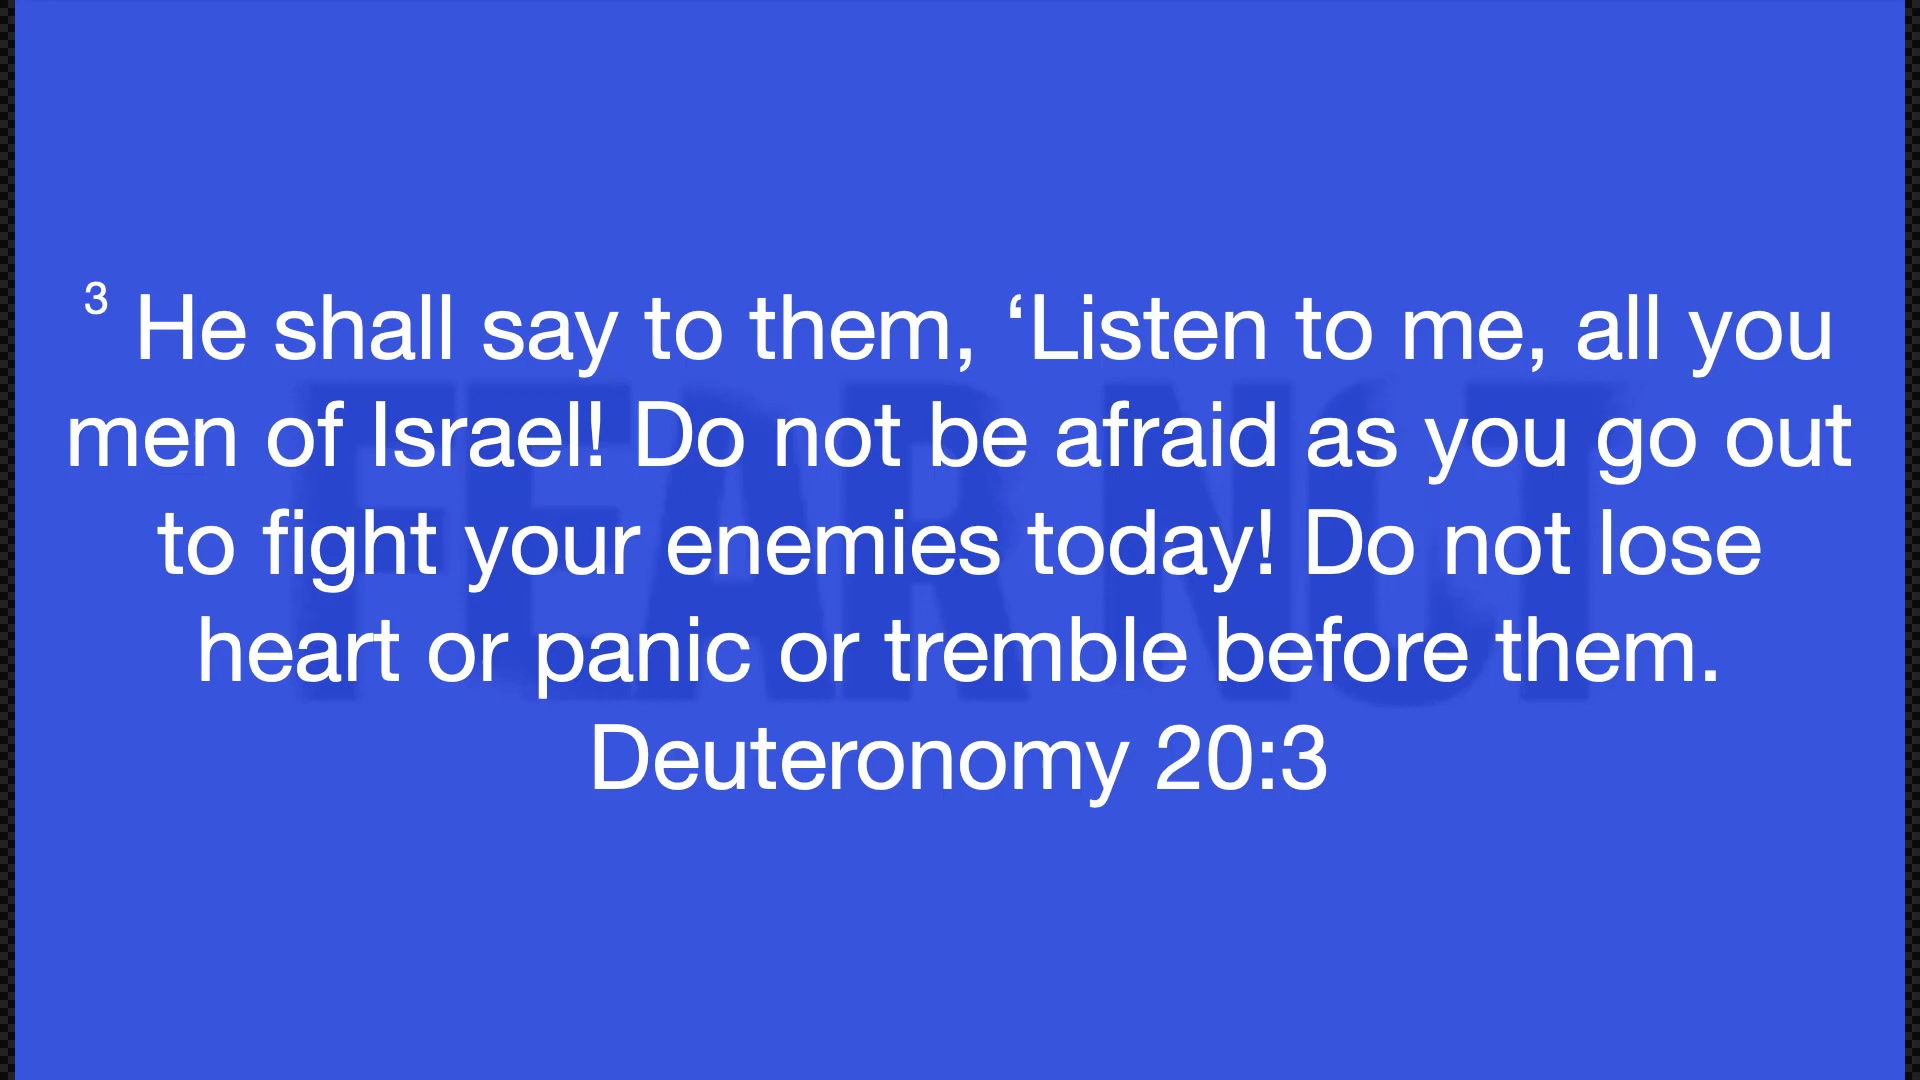 ³ He shall say to them, ‘Listen to me, all you
men of Israel! Do not be afraid as you go out
to fight your enemies today! Do not lose
heart or panic or tremble before them.
Deuteronomy 20:3
FEAR NOT